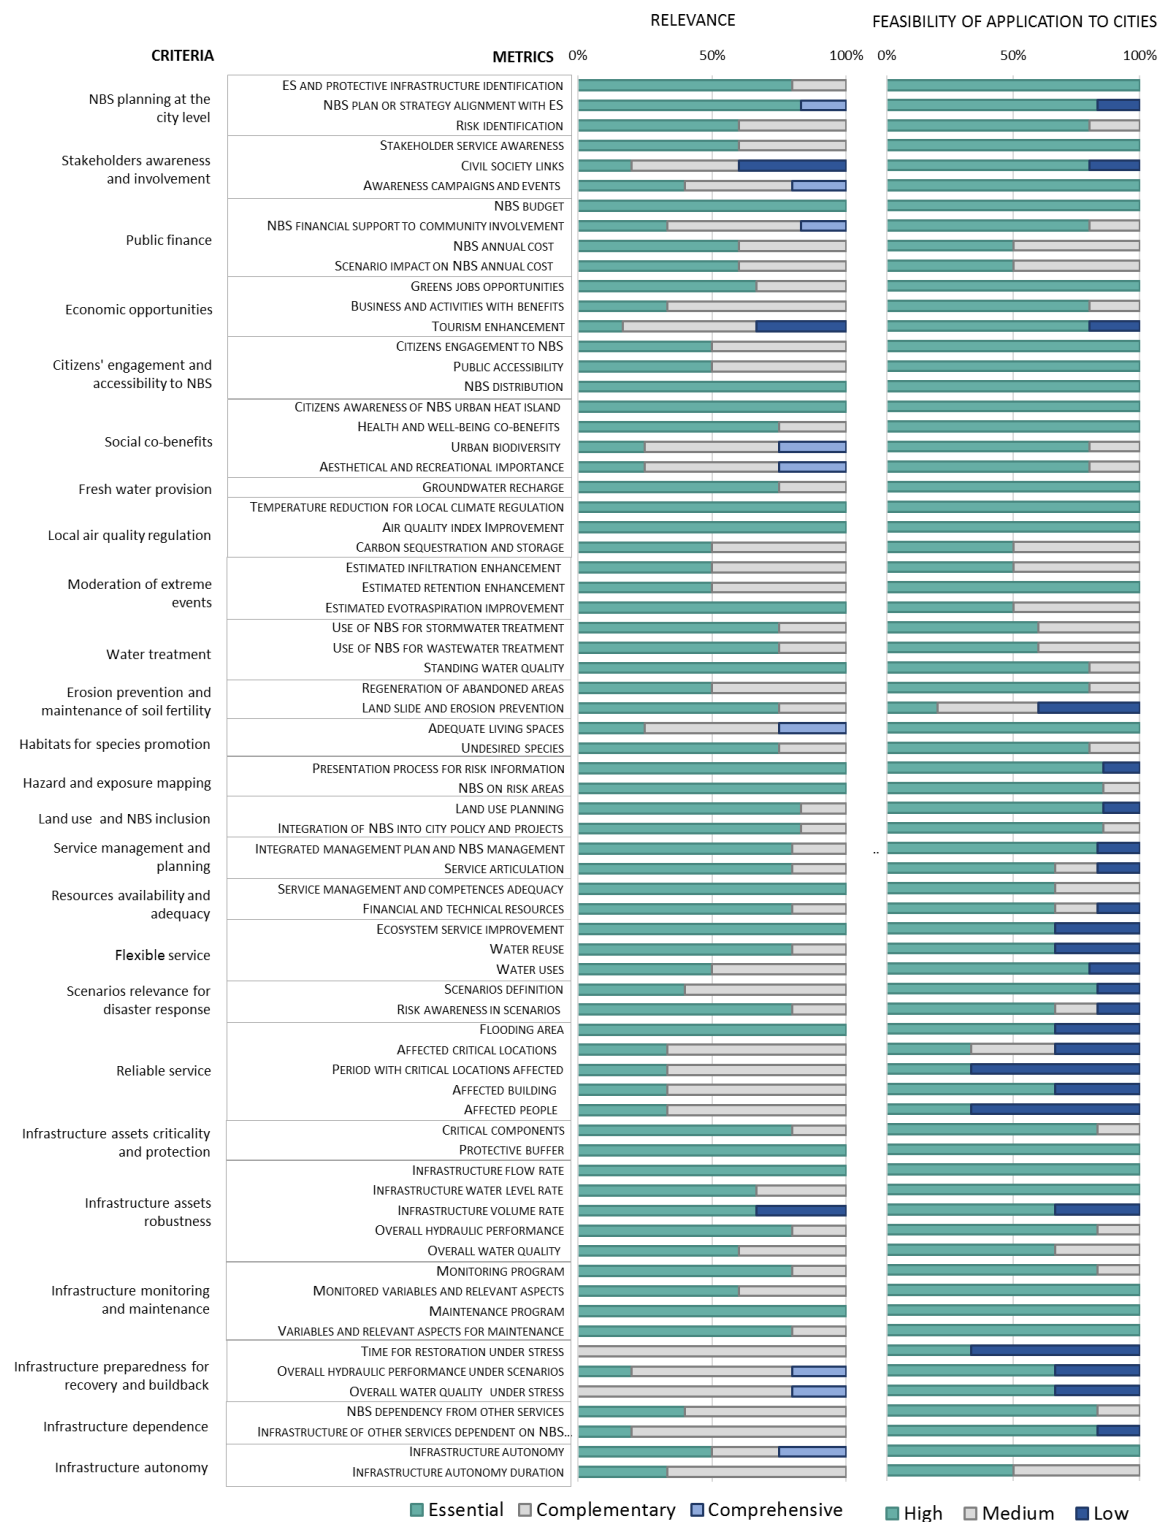 RELEVANCE FEASIBILITY OF APPLICATION TO CITIES
CRITERIA METRICS 0% 50% 100% 0% 50% 100%
NBS planning at the
city level
ES AND PROTECTIVE INFRASTRUCTURE IDENTIFICATION
NBS PLAN OR STRATEGY ALIGNMENT WITH ES
RISK IDENTIFICATION
Stakeholders awareness
and involvement
STAKEHOLDER SERVICE AWARENESS
CIVIL SOCIETY LINKS
AWARENESS CAMPAIGNS AND EVENTS
Public finance
NBS BUDGET
NBS FINANCIAL SUPPORT TO COMMUNITY INVOLVEMENT
NBS ANNUAL COST
SCENARIO IMPACT ON NBS ANNUAL COST
Economic opportunities
GREENS JOBS OPPORTUNITIES
BUSINESS AND ACTIVITIES WITH BENEFITS
TOURISM ENHANCEMENT
Citizens' engagement and
accessibility to NBS
CITIZENS ENGAGEMENT TO NBS
PUBLIC ACCESSIBILITY
NBS DISTRIBUTION
Social co-benefits
CITIZENS AWARENESS OF NBS URBAN HEAT ISLAND
HEALTH AND WELL-BEING CO-BENEFITS
URBAN BIODIVERSITY
AESTHETICAL AND RECREATIONAL IMPORTANCE
Fresh water provision
GROUNDWATER RECHARGE
Local air quality regulation
TEMPERATURE REDUCTION FOR LOCAL CLIMATE REGULATION
AIR QUALITY INDEX IMPROVEMENT
CARBON SEQUESTRATION AND STORAGE
Moderation of extreme
events
ESTIMATED INFILTRATION ENHANCEMENT
ESTIMATED RETENTION ENHANCEMENT
ESTIMATED EVOTRASPIRATION IMPROVEMENT
Water treatment
USE OF NBS FOR STORMWATER TREATMENT
USE OF NBS FOR WASTEWATER TREATMENT
STANDING WATER QUALITY
Erosion prevention and
maintenance of soil fertility
REGENERATION OF ABANDONED AREAS
LAND SLIDE AND EROSION PREVENTION
Habitats for species promotion
ADEQUATE LIVING SPACES
UNDESIRED SPECIES
Hazard and exposure mapping
PRESENTATION PROCESS FOR RISK INFORMATION
NBS ON RISK AREAS
Land use and NBS inclusion
LAND USE PLANNING
INTEGRATION OF NBS INTO CITY POLICY AND PROJECTS
Service management and
planning
INTEGRATED MANAGEMENT PLAN AND NBS MANAGEMENT
..
SERVICE ARTICULATION
Resources availability and
adequacy
SERVICE MANAGEMENT AND COMPETENCES ADEQUACY
FINANCIAL AND TECHNICAL RESOURCES
Flexible service
ECOSYSTEM SERVICE IMPROVEMENT
WATER REUSE
WATER USES
Scenarios relevance for
disaster response
SCENARIOS DEFINITION
RISK AWARENESS IN SCENARIOS
Reliable service
FLOODING AREA
AFFECTED CRITICAL LOCATIONS
PERIOD WITH CRITICAL LOCATIONS AFFECTED
AFFECTED BUILDING
AFFECTED PEOPLE
Infrastructure assets criticality
and protection
CRITICAL COMPONENTS
PROTECTIVE BUFFER
Infrastructure assets
robustness
INFRASTRUCTURE FLOW RATE
INFRASTRUCTURE WATER LEVEL RATE
INFRASTRUCTURE VOLUME RATE
OVERALL HYDRAULIC PERFORMANCE
OVERALL WATER QUALITY
Infrastructure monitoring
and maintenance
MONITORING PROGRAM
MONITORED VARIABLES AND RELEVANT ASPECTS
MAINTENANCE PROGRAM
VARIABLES AND RELEVANT ASPECTS FOR MAINTENANCE
Infrastructure preparedness for
recovery and buildback
TIME FOR RESTORATION UNDER STRESS
OVERALL HYDRAULIC PERFORMANCE UNDER SCENARIOS
OVERALL WATER QUALITY UNDER STRESS
Infrastructure dependence
NBS DEPENDENCY FROM OTHER SERVICES
INFRASTRUCTURE OF OTHER SERVICES DEPENDENT ON NBS...
Infrastructure autonomy
INFRASTRUCTURE AUTONOMY
INFRASTRUCTURE AUTONOMY DURATION
Essential Complementary Comprehensive High Medium Low